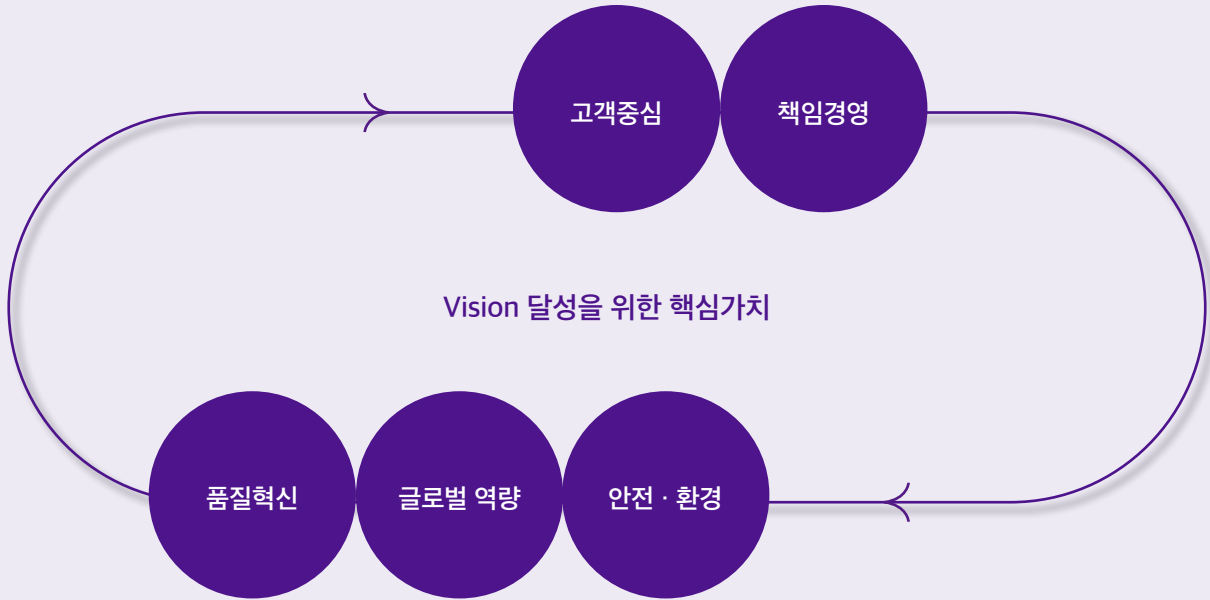 고객중심
책임경영
Vision 달성을 위한 핵심가치
품질혁신
글로벌 역량
안전 · 환경